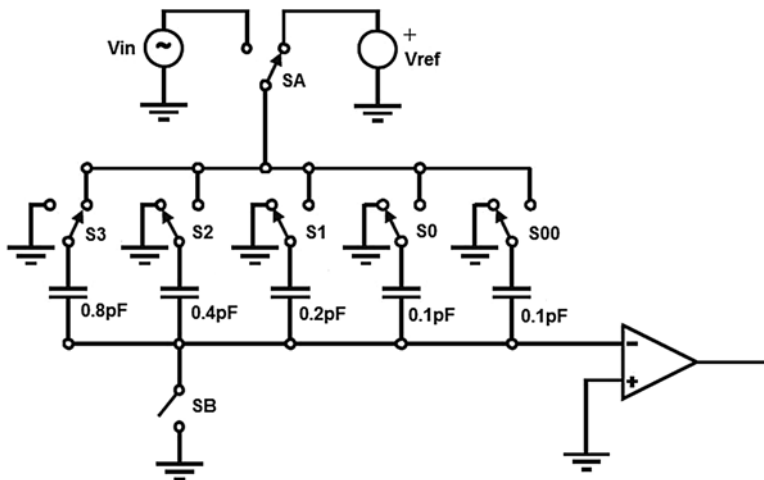 Vin
~
+
Vref
SA
S3
S2
S1
S0
S00
0.8pF
0.4pF
0.2pF
0.1pF
0.1pF
-
+
SB